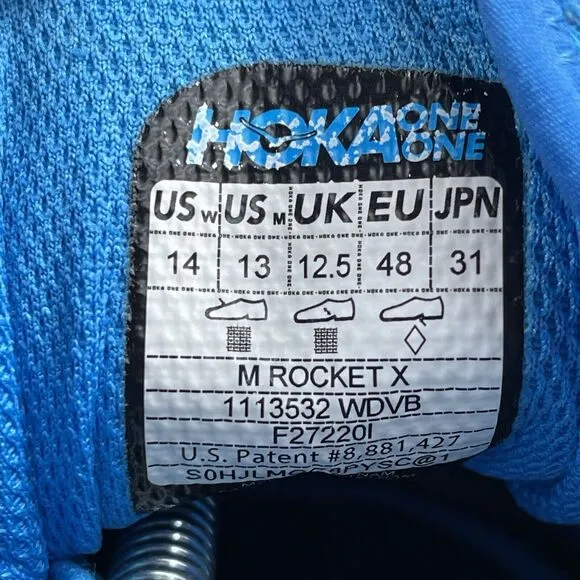 HOKA ONE ONE
US W US M UK EU JPN
14 13 12.5 48 31
M ROCKET X
1113532 WDVB
F27220I
U.S. Patent #8,881,427